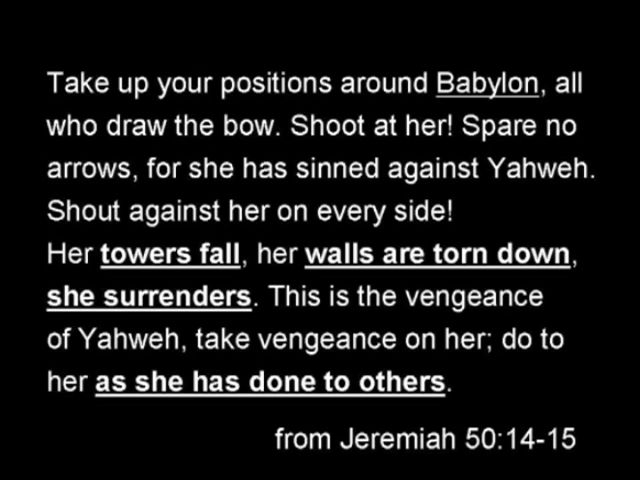 Take up your positions around Babylon, all
who draw the bow. Shoot at her! Spare no
arrows, for she has sinned against Yahweh.
Shout against her on every side!
Her towers fall, her walls are torn down,
she surrenders. This is the vengeance
of Yahweh, take vengeance on her; do to
her as she has done to others.
from Jeremiah 50:14-15